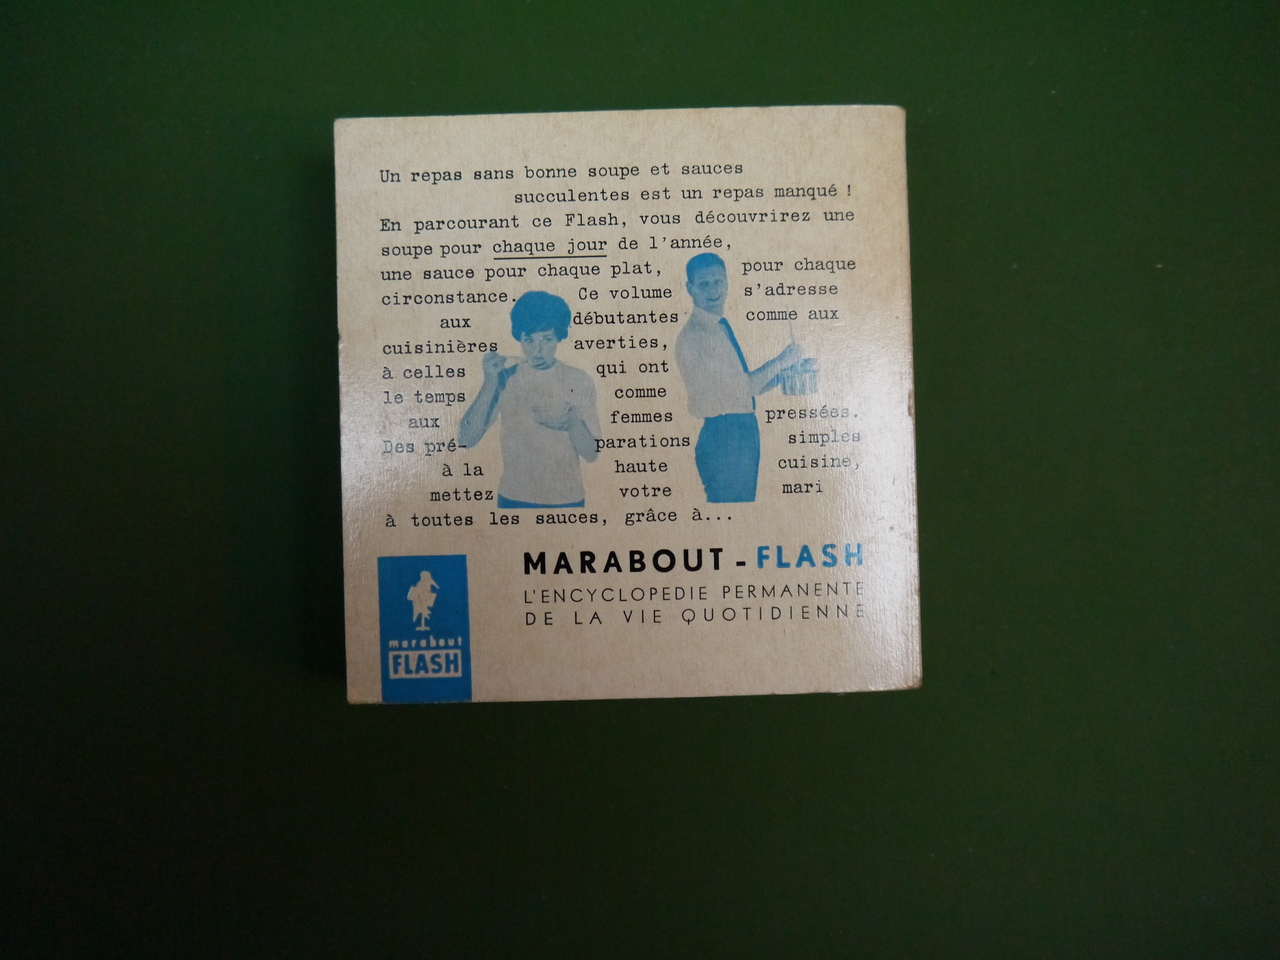 Un repas sans bonne soupe et sauces
succulentes est un repas manqué !
En parcourant ce Flash, vous découvrirez une
soupe pour chaque jour de l'année,
une sauce pour chaque plat, pour chaque
circonstance. Ce volume s'adresse
aux débutantes comme aux
cuisinières averties,
à celles qui ont
le temps comme
aux femmes pressées.
Des pré- parations simples
à la haute cuisine,
mettez votre mari
à toutes les sauces, grâce à...
MARABOUT - FLASH
L'ENCYCLOPEDIE PERMANENTE
DE LA VIE QUOTIDIENNE
marabout
FLASH